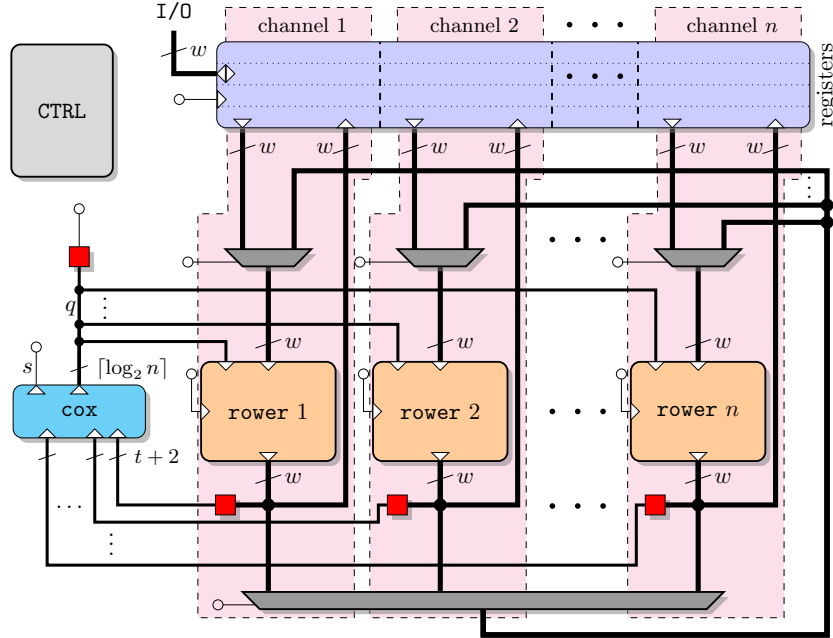 I/O
channel 1
channel 2
• • •
channel n
w
CTRL
• • •
registers
w
w
w
w
w
w
⋮
• • •
q
⋮
s
⌈log₂ n⌉
w
w
w
cox
rower 1
rower 2
• • •
rower n
t + 2
w
w
w
...
• • •
⋮